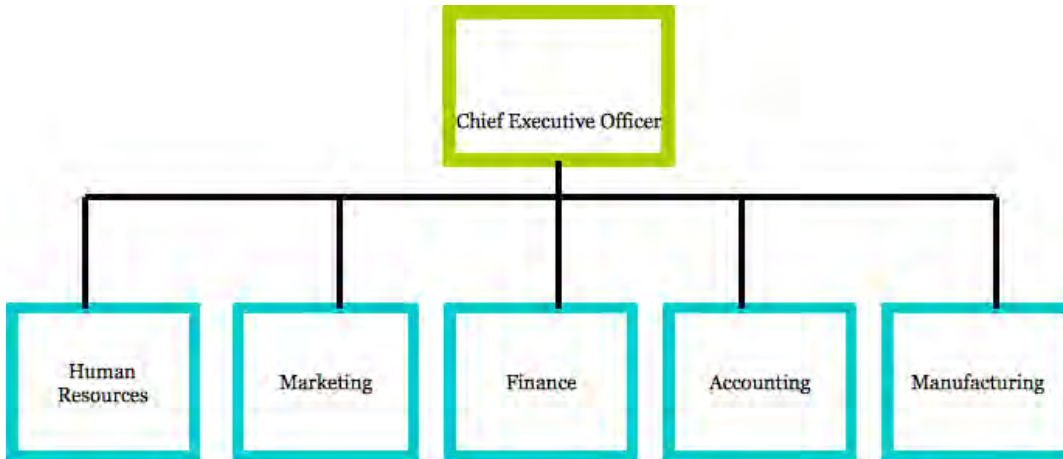 Chief Executive Officer
Human
Resources
Marketing
Finance
Accounting
Manufacturing